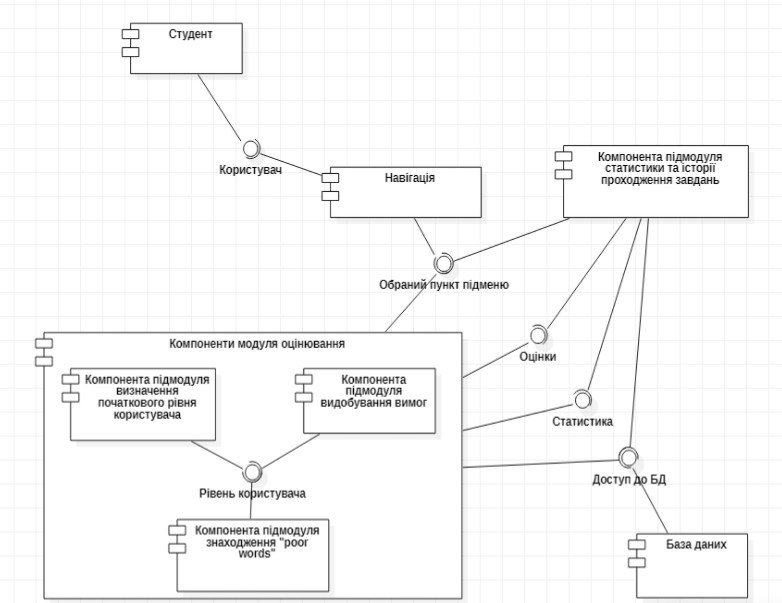 Студент
Користувач
Навігація
Компонента підмодуля
статистики та історії
проходження завдань
Обраний пункт підменю
Компоненти модуля оцінювання
Оцінки
Компонента підмодуля
визначення
початкового рівня
користувача
Компонента
підмодуля
видобування вимог
Статистика
Рівень користувача
Доступ до БД
Компонента підмодуля
знаходження "poor
words"
База даних